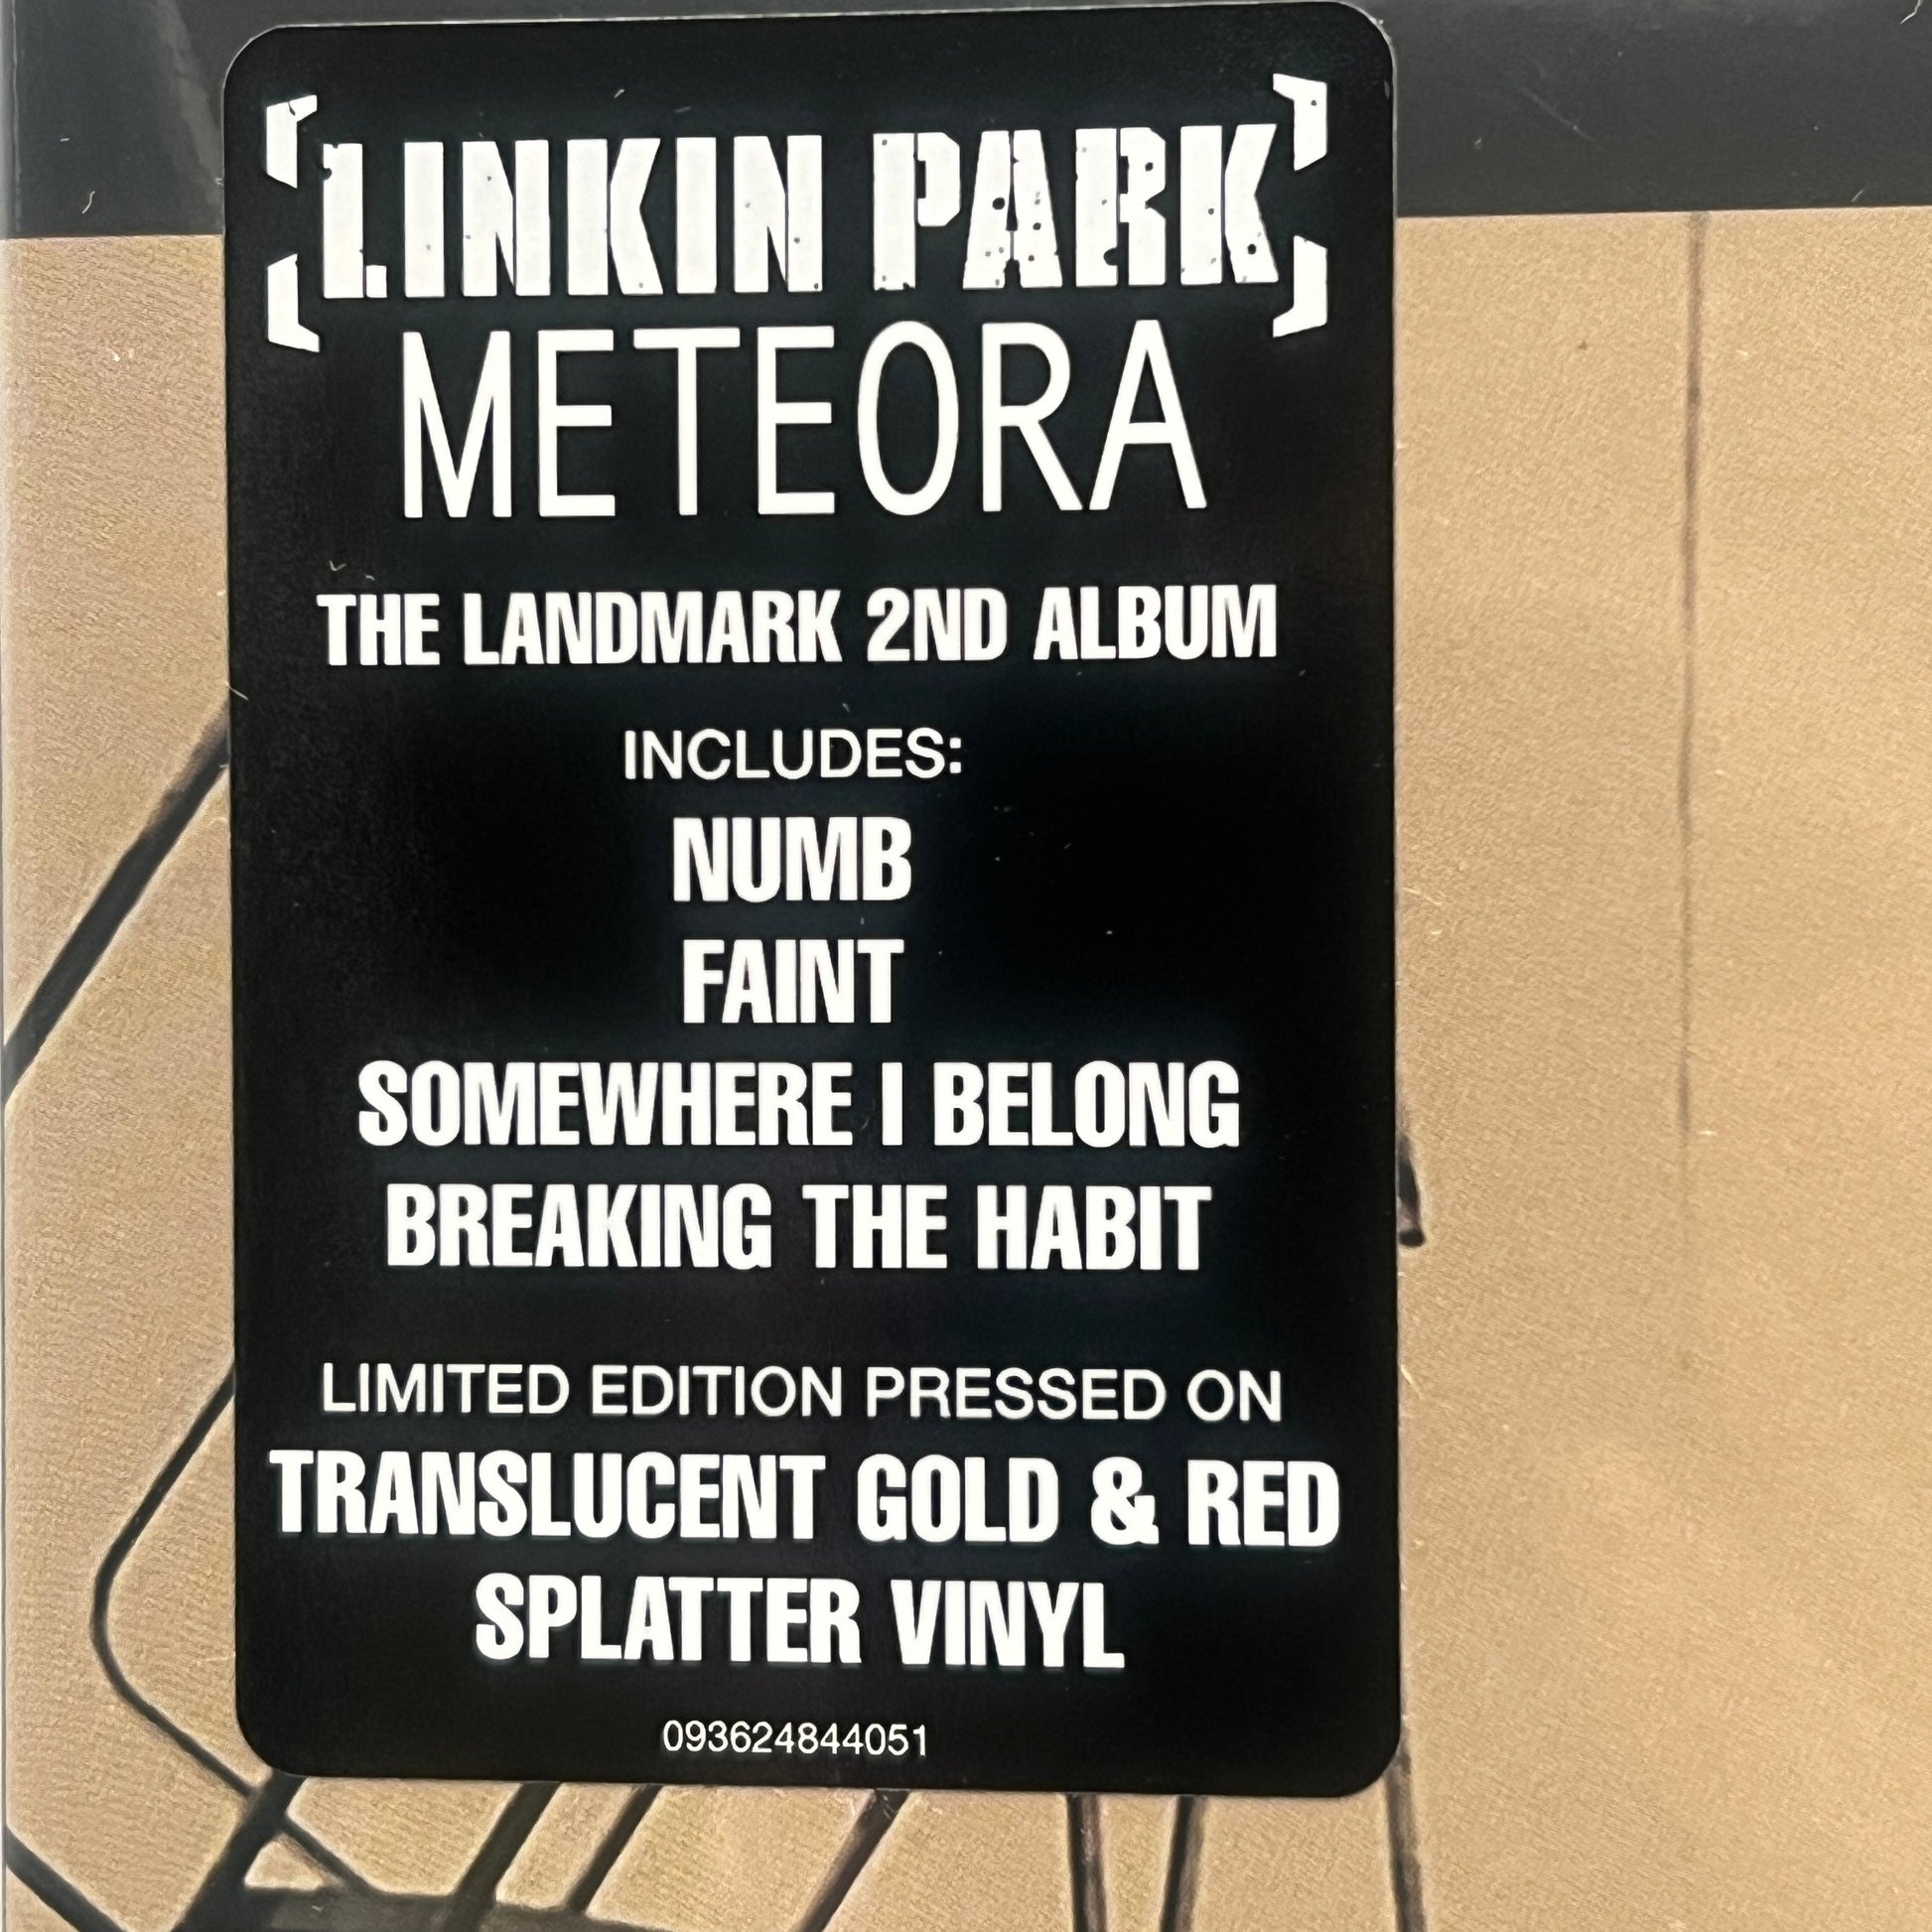 LINKIN PARK
METEORA
THE LANDMARK 2ND ALBUM
INCLUDES:
NUMB
FAINT
SOMEWHERE I BELONG
BREAKING THE HABIT
LIMITED EDITION PRESSED ON
TRANSLUCENT GOLD & RED
SPLATTER VINYL
093624844051